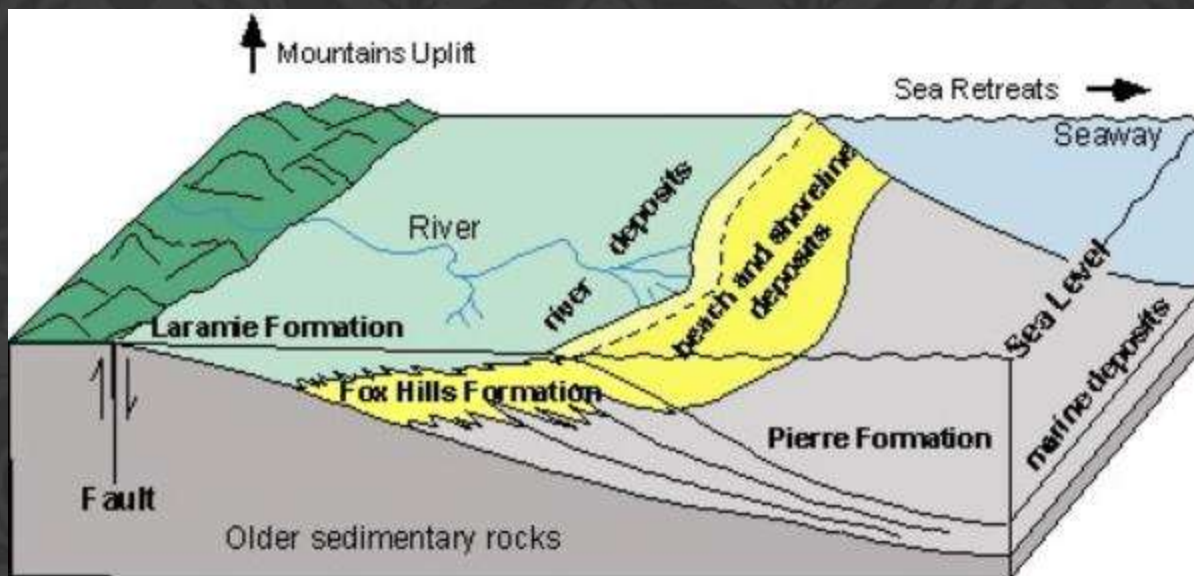 Mountains Uplift
Sea Retreats
Seaway
River
river deposits
beach and shoreline
deposits
Sea Level
Laramie Formation
Fox Hills Formation
Pierre Formation
marine deposits
Fault
Older sedimentary rocks